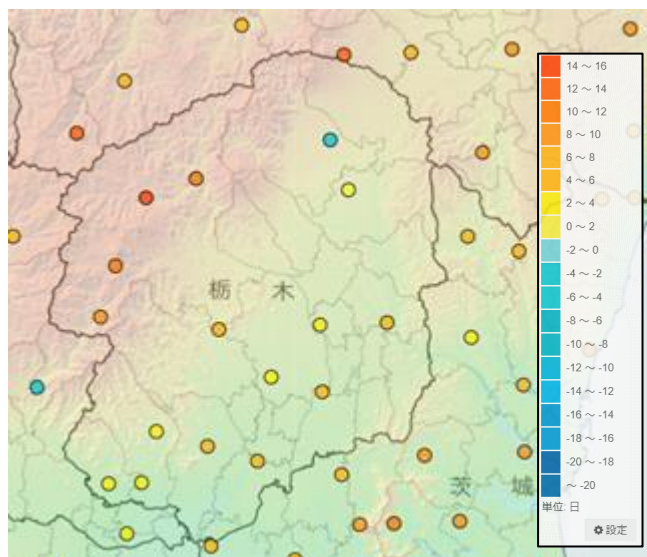 14 ～ 16
12 ～ 14
10 ～ 12
8 ～ 10
6 ～ 8
4 ～ 6
2 ～ 4
0 ～ 2
-2 ～ 0
-4 ～ -2
-6 ～ -4
-8 ～ -6
-10 ～ -8
-12 ～ -10
-14 ～ -12
-16 ～ -14
-18 ～ -16
-20 ～ -18
～ -20
単位: 日
設定
栃 木
茨 城